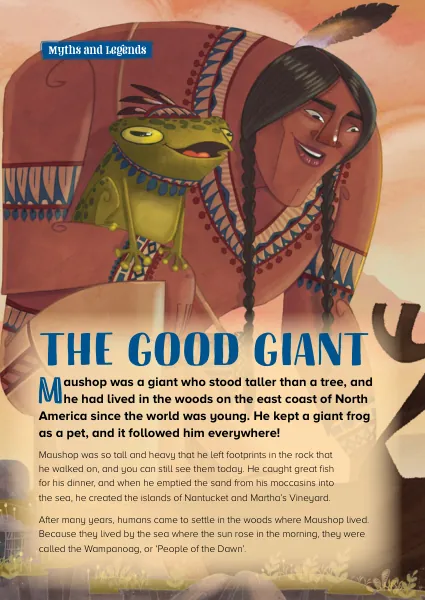 Myths and Legends
THE GOOD GIANT
Maushop was a giant who stood taller than a tree, and
he had lived in the woods on the east coast of North
America since the world was young. He kept a giant frog
as a pet, and it followed him everywhere!
Maushop was so tall and heavy that he left footprints in the rock that
he walked on, and you can still see them today. He caught great fish
for his dinner, and when he emptied the sand from his moccasins into
the sea, he created the islands of Nantucket and Martha's Vineyard.
After many years, humans came to settle in the woods where Maushop lived.
Because they lived by the sea where the sun rose in the morning, they were
called the Wampanoag, or 'People of the Dawn'.